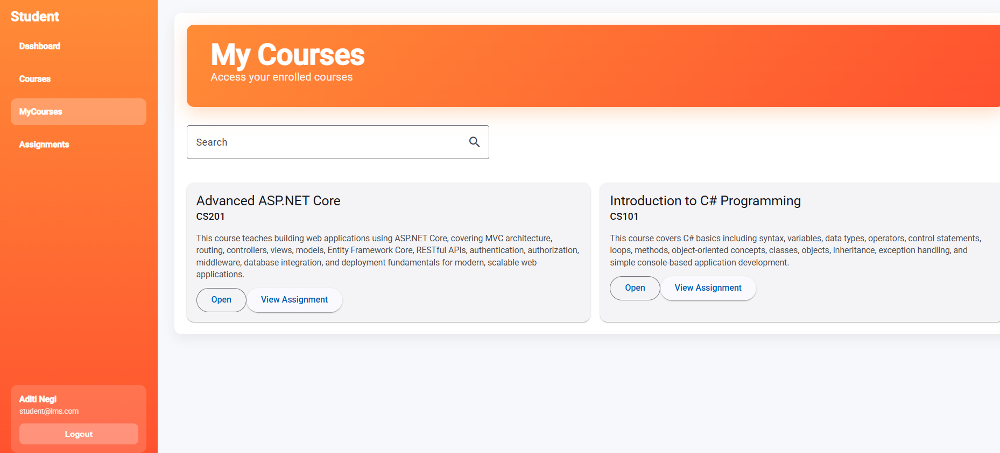 Student
Dashboard
Courses
MyCourses
Assignments
Aditi Negi
student@lms.com
Logout
My Courses
Access your enrolled courses
Search
Advanced ASP.NET Core
CS201
This course teaches building web applications using ASP.NET Core, covering MVC architecture,
routing, controllers, views, models, Entity Framework Core, RESTful APIs, authentication, authorization,
middleware, database integration, and deployment fundamentals for modern, scalable web
applications.
Open
View Assignment
Introduction to C# Programming
CS101
This course covers C# basics including syntax, variables, data types, operators, control statements,
loops, methods, object-oriented concepts, classes, objects, inheritance, exception handling, and
simple console-based application development.
Open
View Assignment